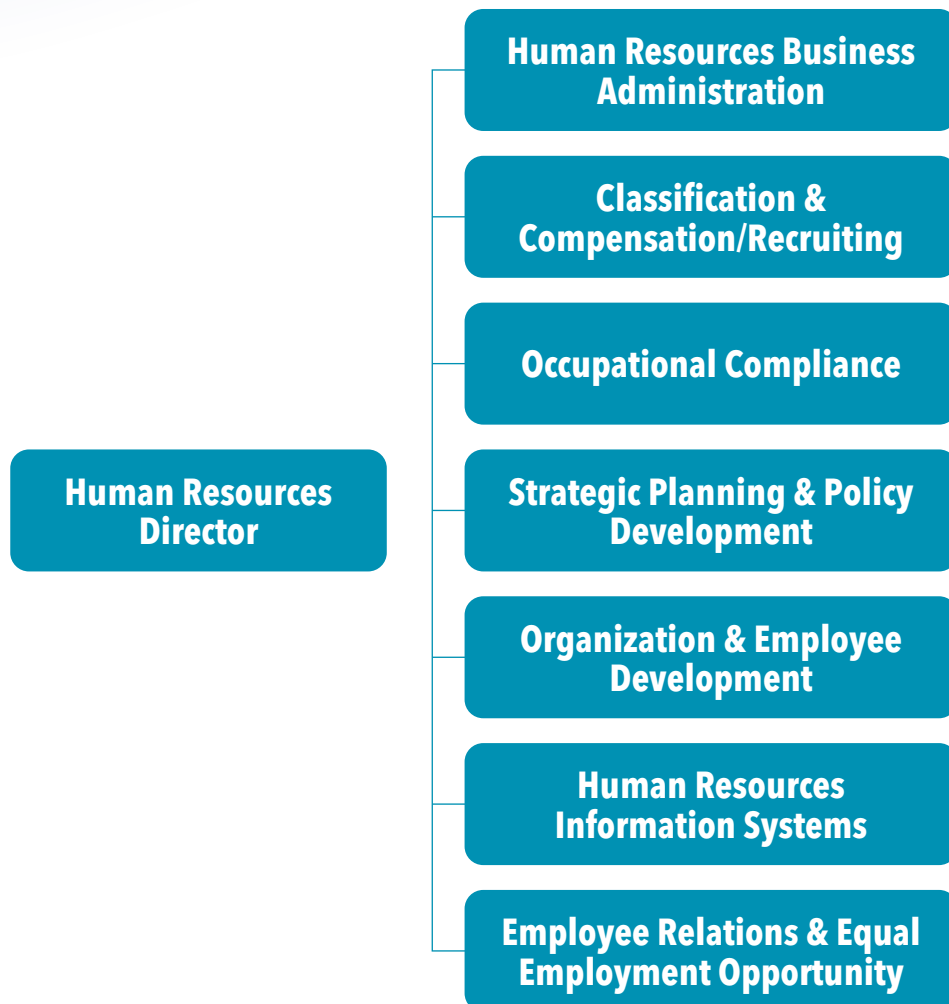 Human Resources Business
Administration
Classification &
Compensation/Recruiting
Occupational Compliance
Human Resources
Director
Strategic Planning & Policy
Development
Organization & Employee
Development
Human Resources
Information Systems
Employee Relations & Equal
Employment Opportunity